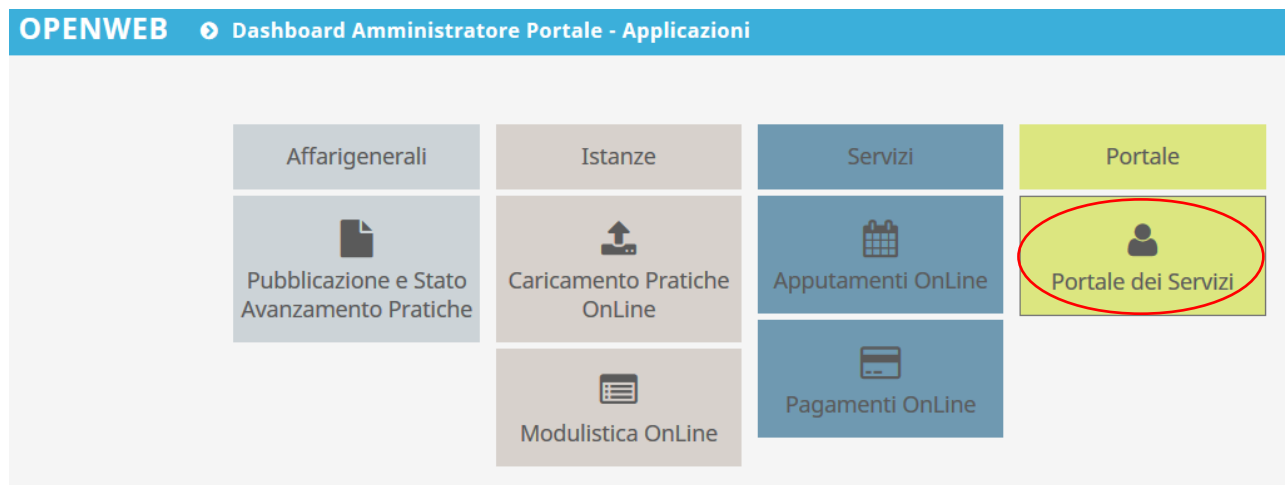 OPENWEB Dashboard Amministratore Portale - Applicazioni
Affarigenerali
Istanze
Servizi
Portale
Pubblicazione e Stato
Avanzamento Pratiche
Caricamento Pratiche
OnLine
Apputamenti OnLine
Portale dei Servizi
Modulistica OnLine
Pagamenti OnLine